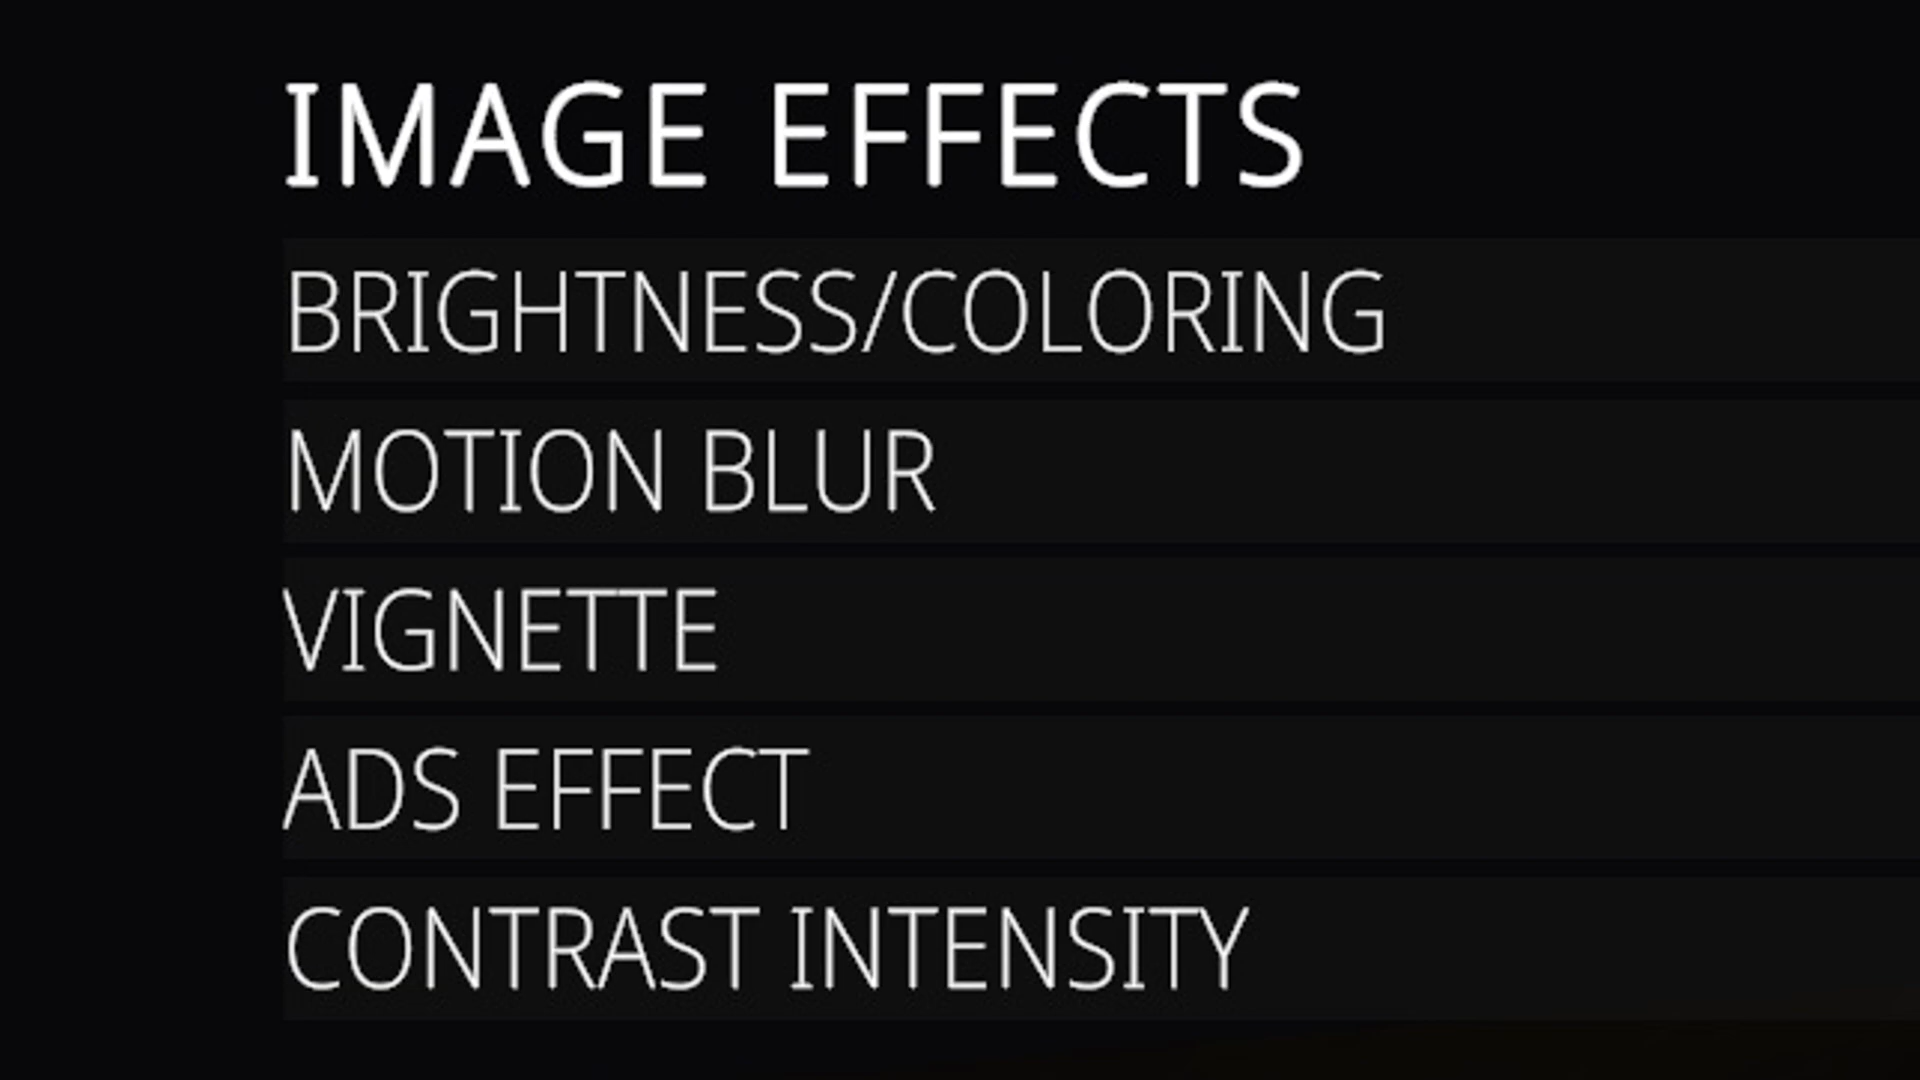 IMAGE EFFECTS
BRIGHTNESS/COLORING
MOTION BLUR
VIGNETTE
ADS EFFECT
CONTRAST INTENSITY